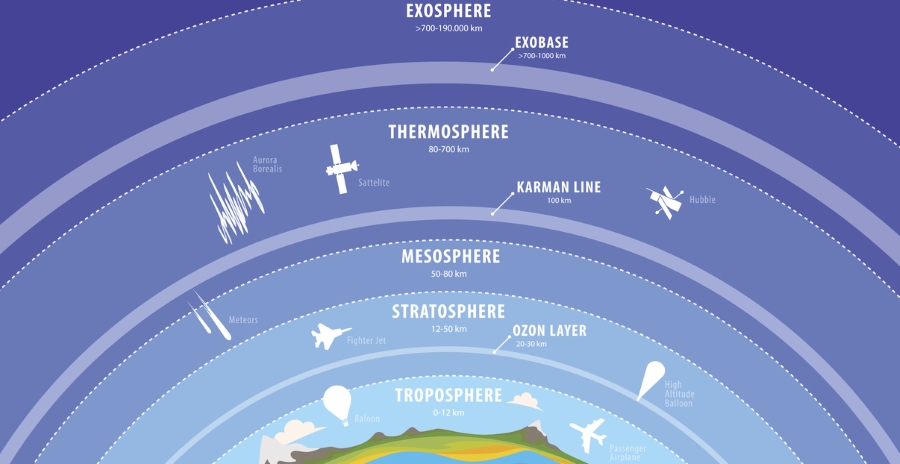 EXOSPHERE
>700-190.000 km
EXOBASE
>700-1000 km
THERMOSPHERE
80-700 km
Aurora
Borealis
Sattelite
KARMAN LINE
100 km
Hubble
MESOSPHERE
50-80 km
Meteors
STRATOSPHERE
12-50 km
Fighter Jet
OZON LAYER
20-30 km
High
Altitude
Balloon
TROPOSPHERE
0-12 km
Baloon
Passenger
Airplane